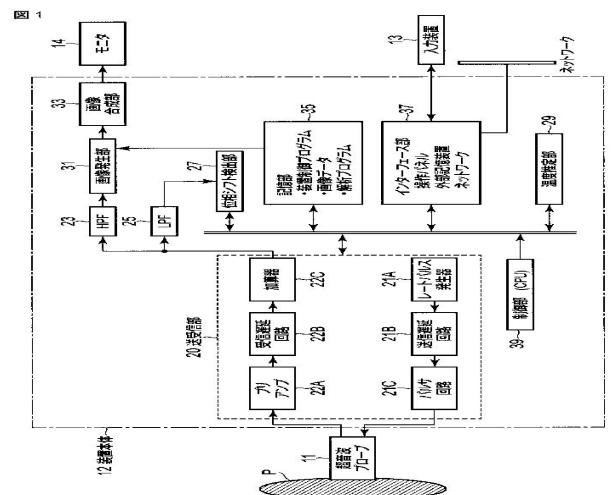 図 1
14
モニタ
13
入力装置
ネットワーク
33
画像
合成部
31
画像発生部
35
記憶部
・装置制御プログラム
・画像データ
・解析プログラム
37
インターフェース部
操作パネル
外部記憶装置
ネットワーク
29
温度推定部
27
位相シフト検出部
23
HPF
25
LPF
39
制御部 (CPU)
20 送受信部
加算器
22C
受信遅延
回路
22B
プリ
アンプ
22A
21A
レートパルス
発生器
21B
送信遅延
回路
21C
パルサ
回路
12 装置本体
11
超音波
プローブ
P